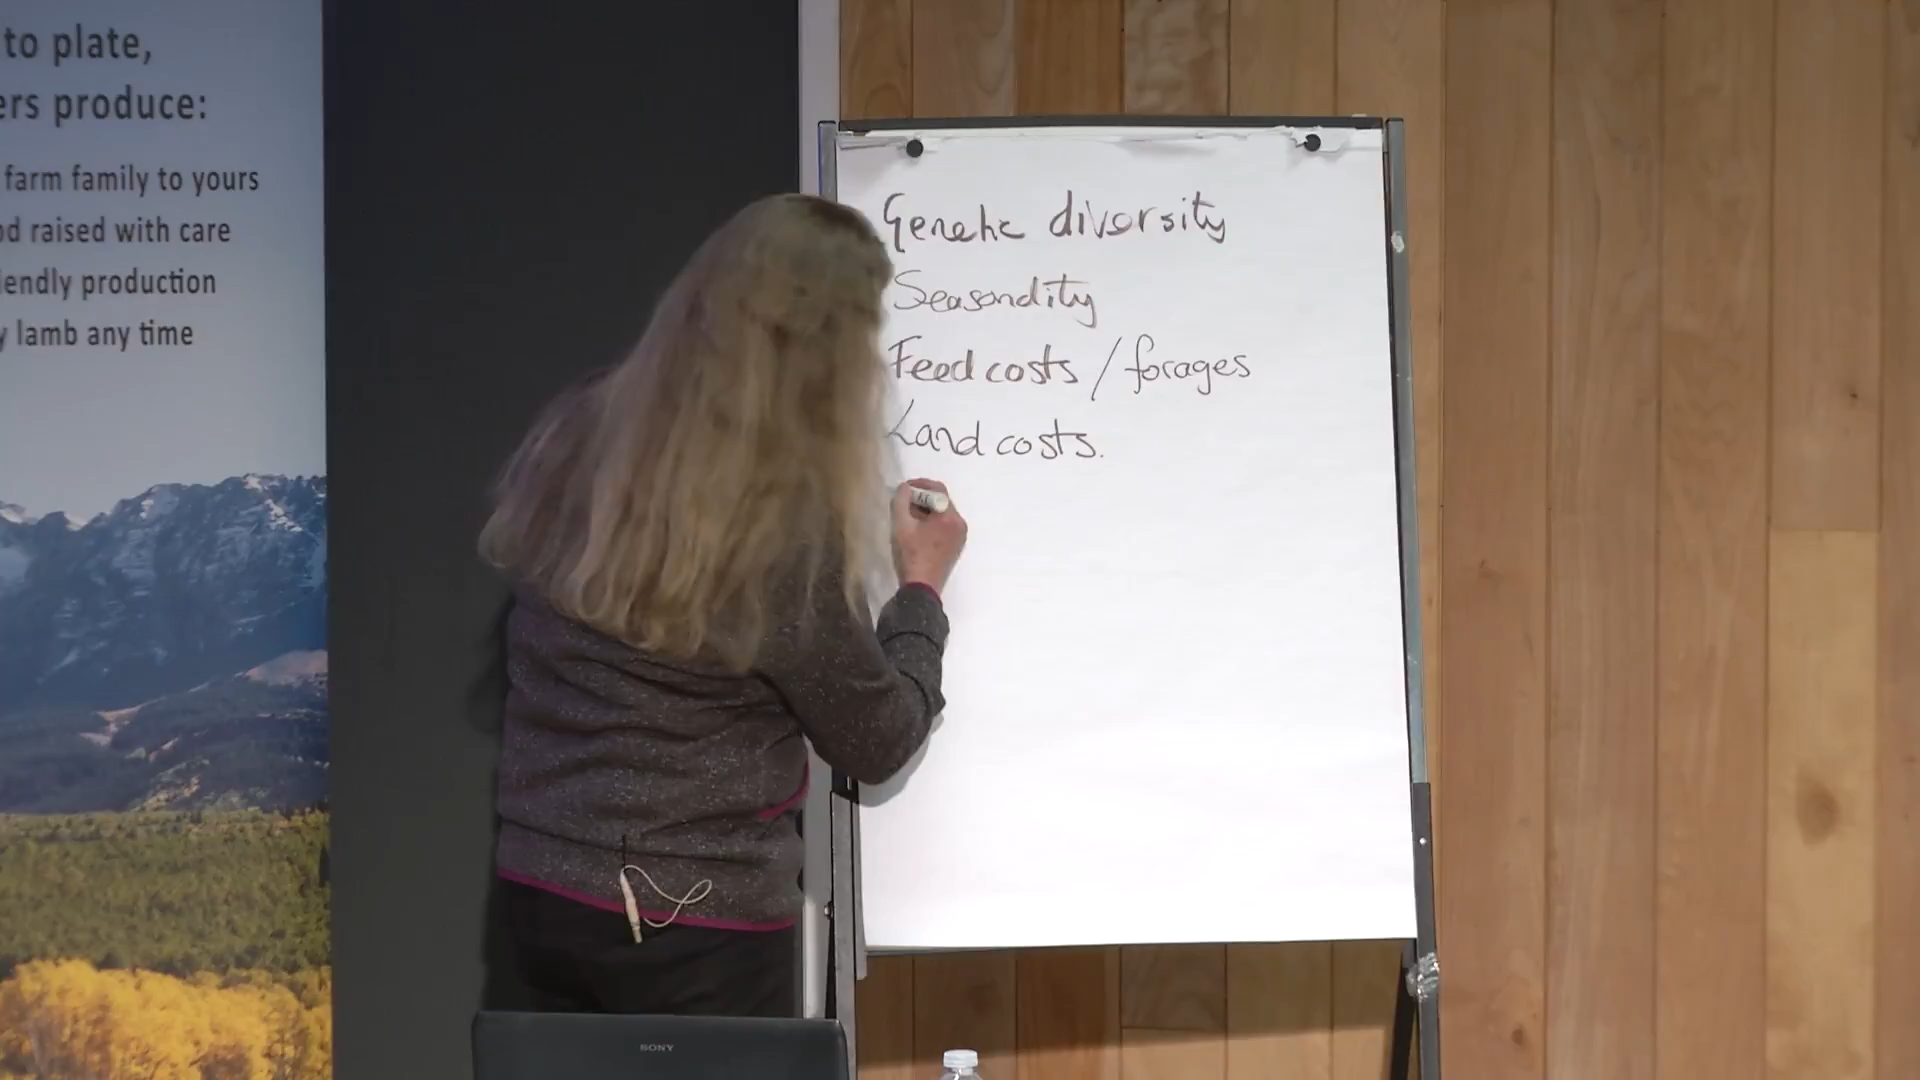 to plate,
ers produce:
farm family to yours
od raised with care
iendly production
y lamb any time
Genetic diversity
Seasonality
Feed costs / forages
Land costs.
SONY